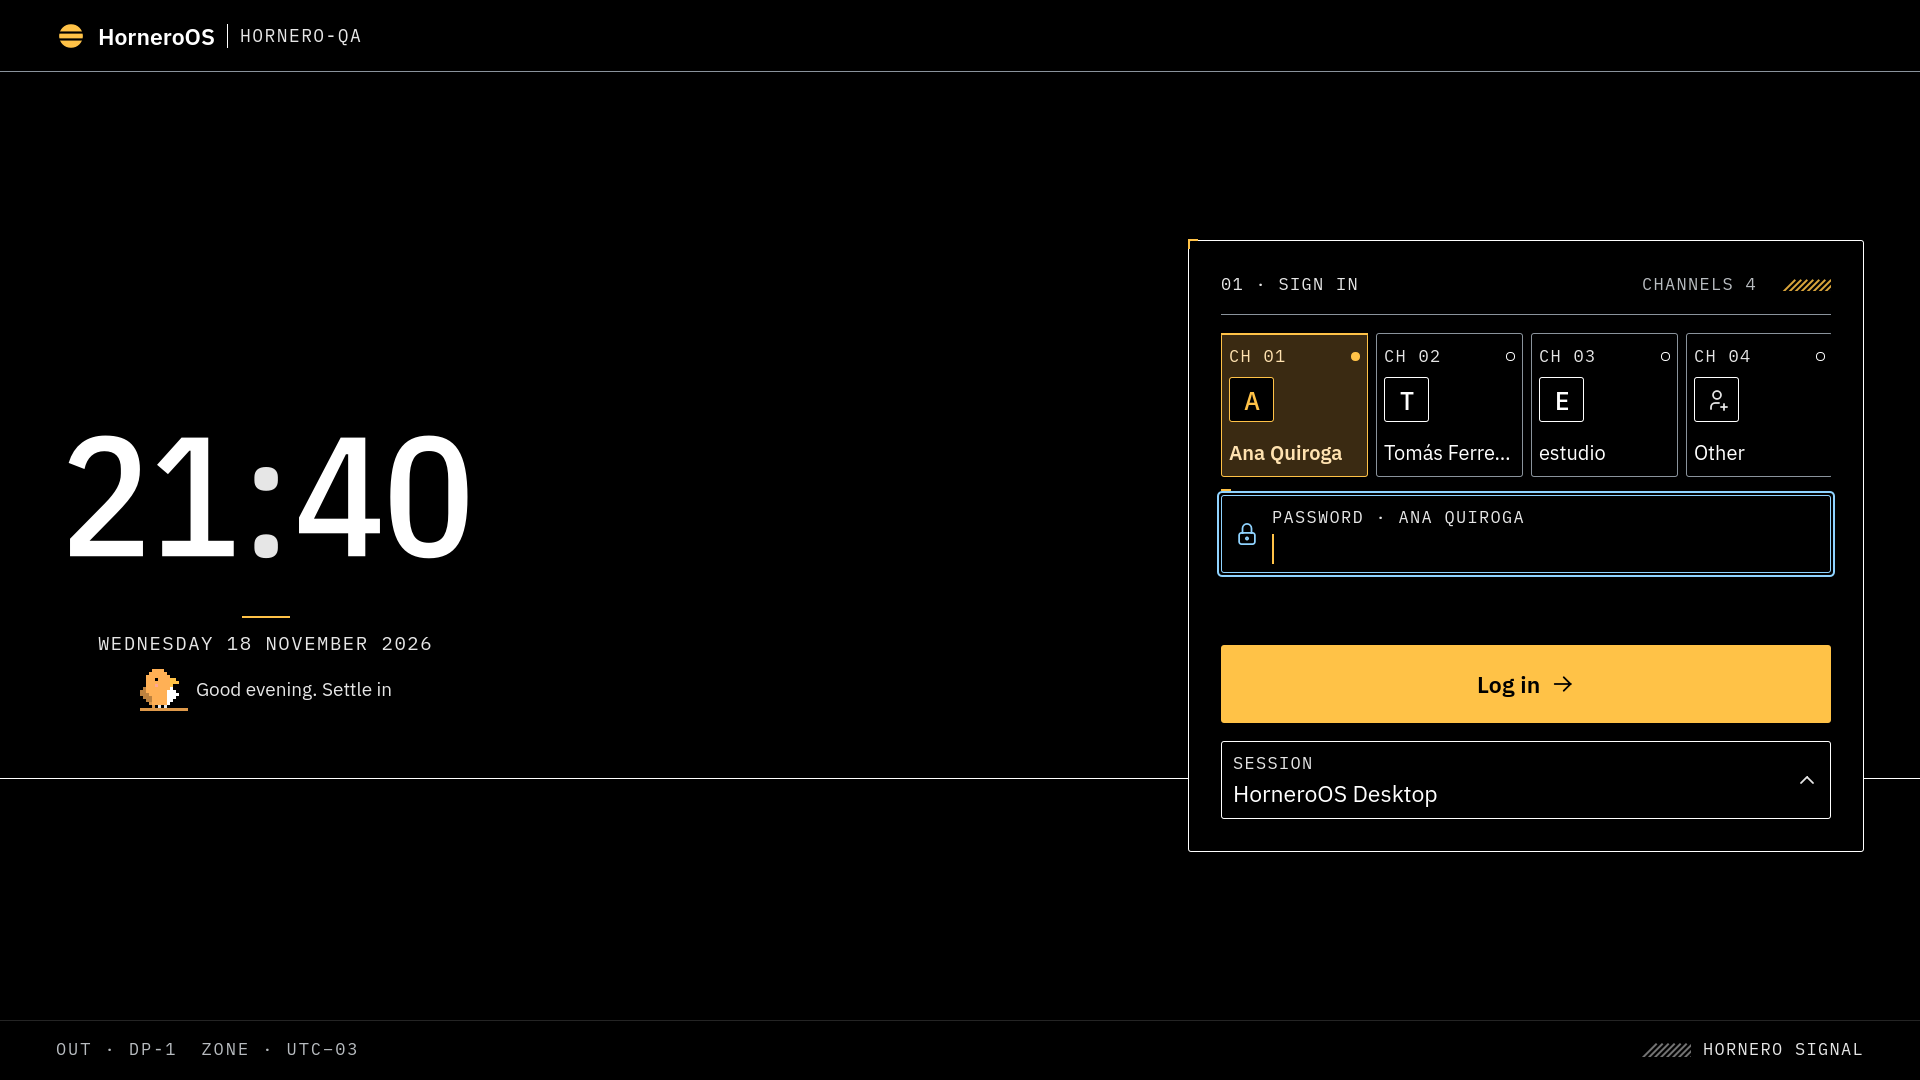 HorneroOS
HORNERO-QA
21:40
WEDNESDAY 18 NOVEMBER 2026
Good evening. Settle in
01 · SIGN IN
CHANNELS 4
CH 01
A
Ana Quiroga
CH 02
T
Tomás Ferre...
CH 03
E
estudio
CH 04
Other
PASSWORD · ANA QUIROGA
Log in →
SESSION
HorneroOS Desktop
OUT · DP-1 ZONE · UTC−03
HORNERO SIGNAL